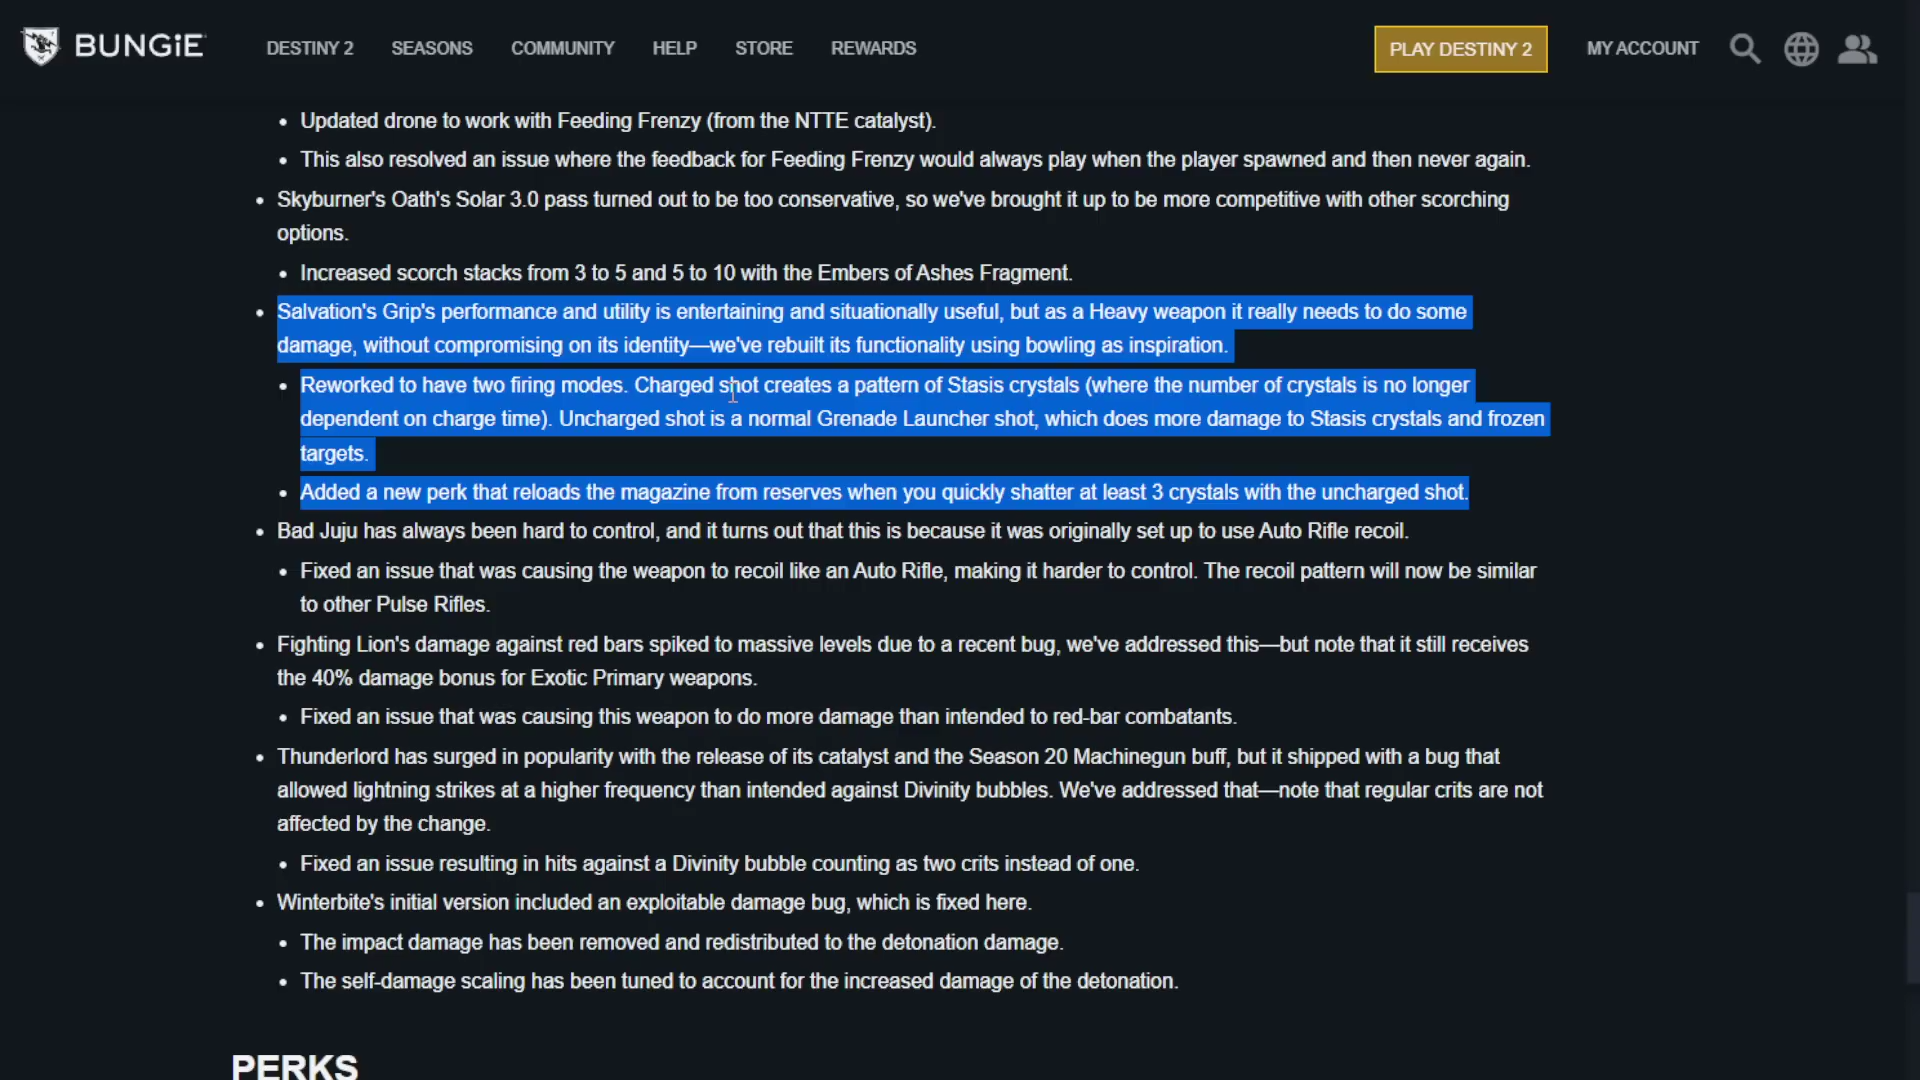 BUNGiE
DESTINY 2
SEASONS
COMMUNITY
HELP
STORE
REWARDS
PLAY DESTINY 2
MY ACCOUNT
• Updated drone to work with Feeding Frenzy (from the NTTE catalyst).
• This also resolved an issue where the feedback for Feeding Frenzy would always play when the player spawned and then never again.
• Skyburner's Oath's Solar 3.0 pass turned out to be too conservative, so we've brought it up to be more competitive with other scorching
options.
• Increased scorch stacks from 3 to 5 and 5 to 10 with the Embers of Ashes Fragment.
• Salvation's Grip's performance and utility is entertaining and situationally useful, but as a Heavy weapon it really needs to do some
damage, without compromising on its identity—we've rebuilt its functionality using bowling as inspiration.
• Reworked to have two firing modes. Charged shot creates a pattern of Stasis crystals (where the number of crystals is no longer
dependent on charge time). Uncharged shot is a normal Grenade Launcher shot, which does more damage to Stasis crystals and frozen
targets.
• Added a new perk that reloads the magazine from reserves when you quickly shatter at least 3 crystals with the uncharged shot.
• Bad Juju has always been hard to control, and it turns out that this is because it was originally set up to use Auto Rifle recoil.
• Fixed an issue that was causing the weapon to recoil like an Auto Rifle, making it harder to control. The recoil pattern will now be similar
to other Pulse Rifles.
• Fighting Lion's damage against red bars spiked to massive levels due to a recent bug, we've addressed this—but note that it still receives
the 40% damage bonus for Exotic Primary weapons.
• Fixed an issue that was causing this weapon to do more damage than intended to red-bar combatants.
• Thunderlord has surged in popularity with the release of its catalyst and the Season 20 Machinegun buff, but it shipped with a bug that
allowed lightning strikes at a higher frequency than intended against Divinity bubbles. We've addressed that—note that regular crits are not
affected by the change.
• Fixed an issue resulting in hits against a Divinity bubble counting as two crits instead of one.
• Winterbite's initial version included an exploitable damage bug, which is fixed here.
• The impact damage has been removed and redistributed to the detonation damage.
• The self-damage scaling has been tuned to account for the increased damage of the detonation.
PERKS